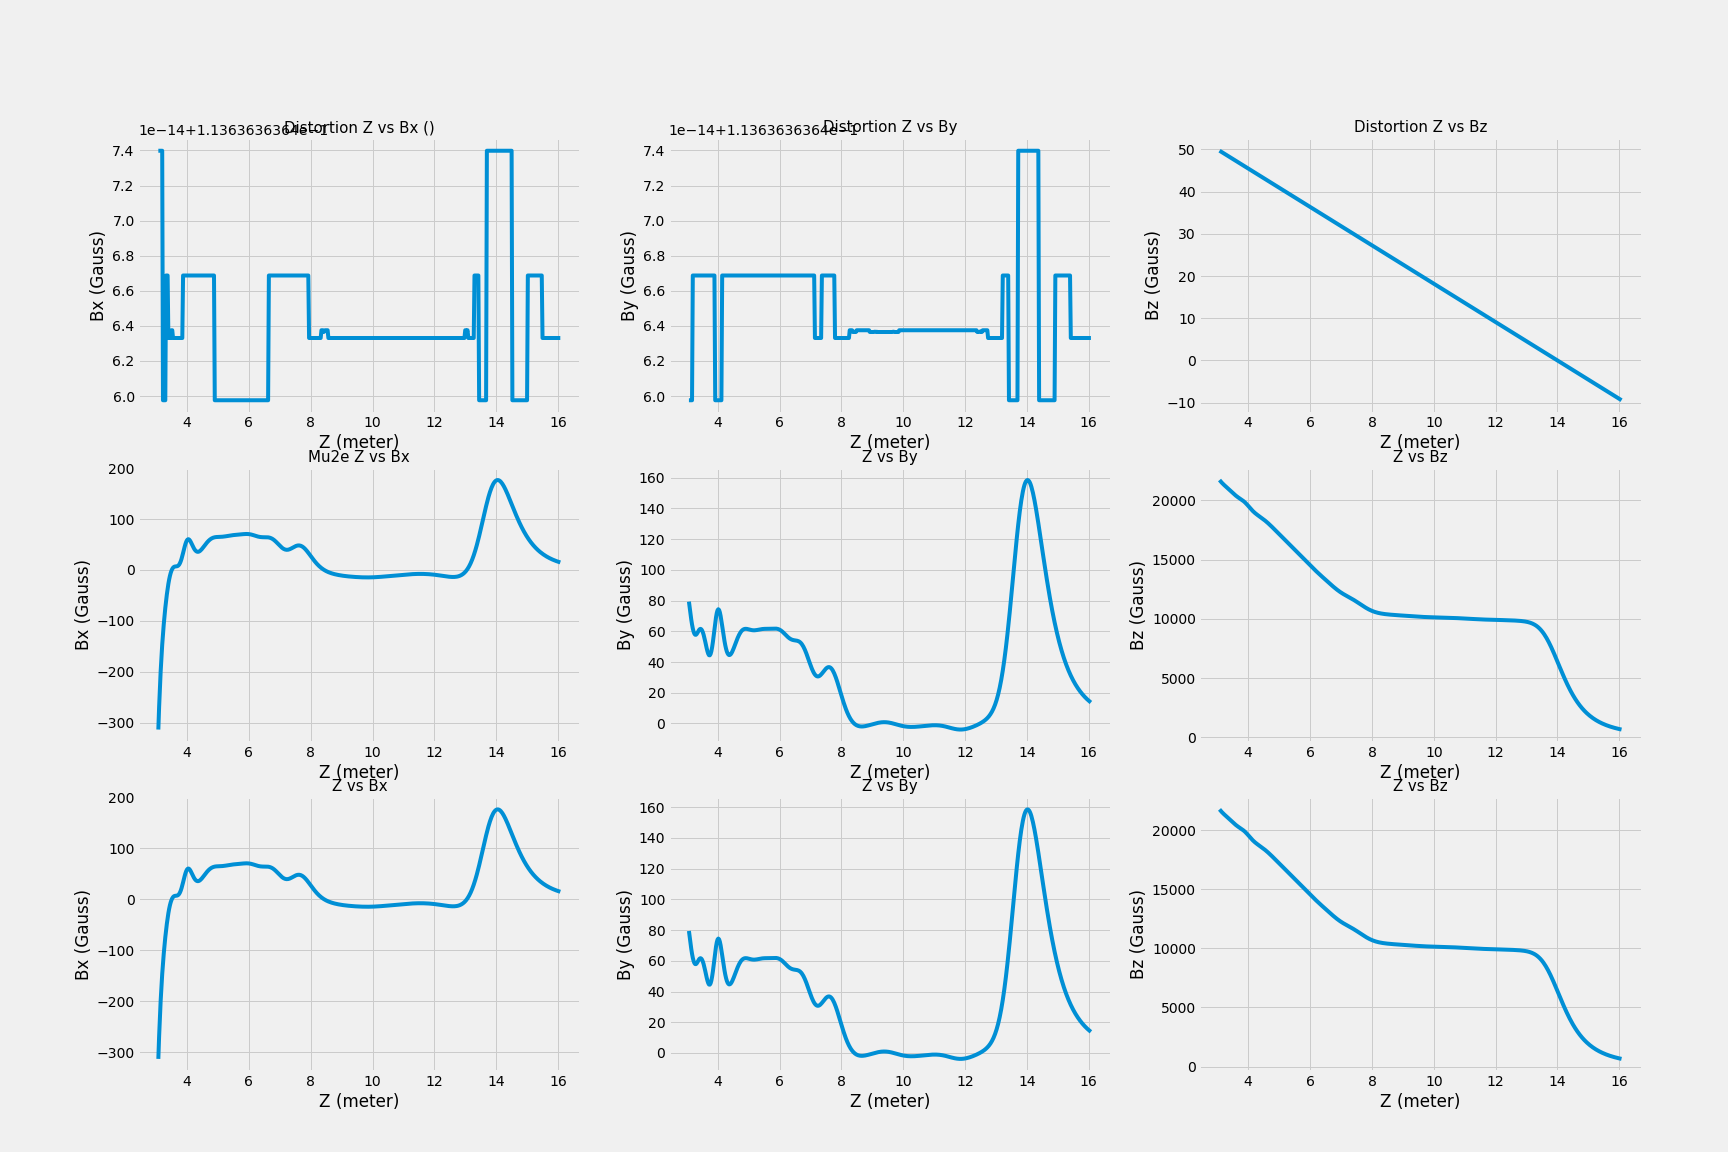 1e−14+1.1363636364e−1
Distortion Z vs Bx ()
7.4
7.2
7.0
6.8
6.6
6.4
6.2
6.0
Bx (Gauss)
4 6 8 10 12 14 16
Z (meter)
1e−14+1.1363636364e−1
Distortion Z vs By
7.4
7.2
7.0
6.8
6.6
6.4
6.2
6.0
By (Gauss)
4 6 8 10 12 14 16
Z (meter)
Distortion Z vs Bz
50
40
30
20
10
0
−10
Bz (Gauss)
4 6 8 10 12 14 16
Z (meter)
Mu2e Z vs Bx
200
100
0
−100
−200
−300
Bx (Gauss)
4 6 8 10 12 14 16
Z (meter)
Z vs By
160
140
120
100
80
60
40
20
0
By (Gauss)
4 6 8 10 12 14 16
Z (meter)
Z vs Bz
20000
15000
10000
5000
0
Bz (Gauss)
4 6 8 10 12 14 16
Z (meter)
Z vs Bx
200
100
0
−100
−200
−300
Bx (Gauss)
4 6 8 10 12 14 16
Z (meter)
Z vs By
160
140
120
100
80
60
40
20
0
By (Gauss)
4 6 8 10 12 14 16
Z (meter)
Z vs Bz
20000
15000
10000
5000
0
Bz (Gauss)
4 6 8 10 12 14 16
Z (meter)